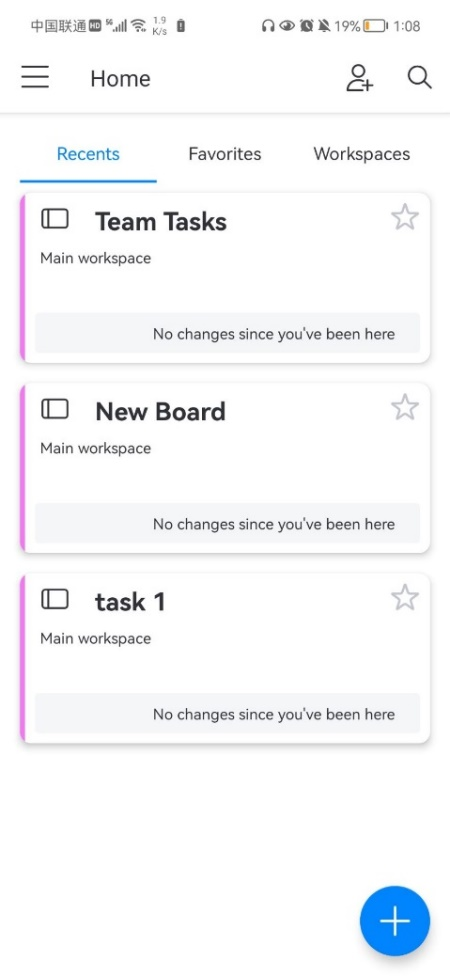 中国联通 HD 5G 1.9 K/s 19% 1:08
Home
Recents Favorites Workspaces
Team Tasks
Main workspace
No changes since you've been here
New Board
Main workspace
No changes since you've been here
task 1
Main workspace
No changes since you've been here